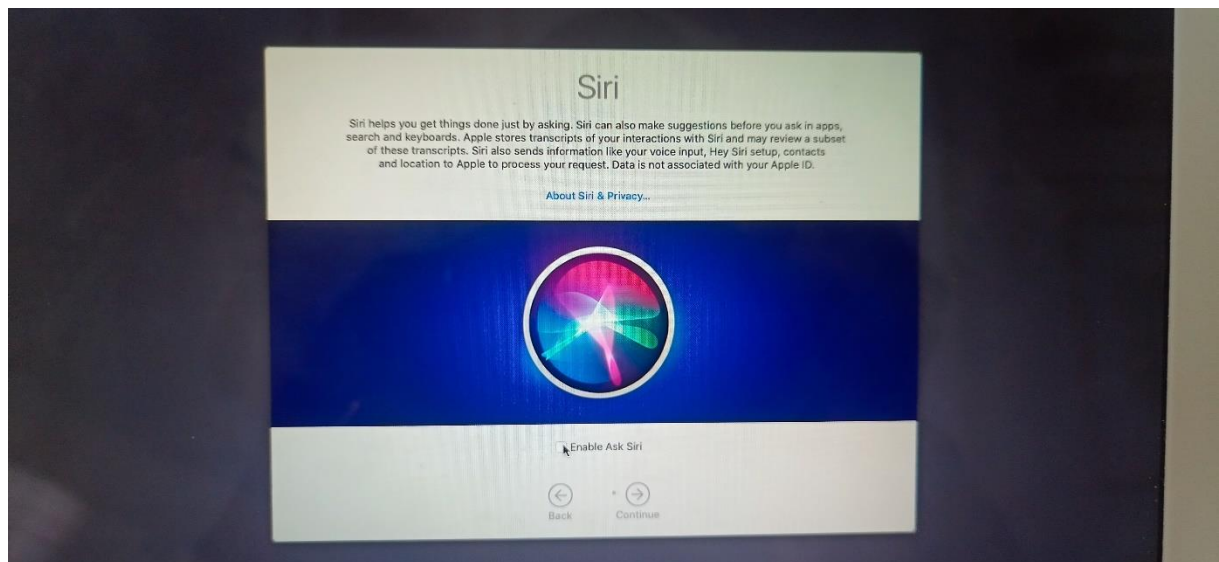 Siri
Siri helps you get things done just by asking. Siri can also make suggestions before you ask in apps,
search and keyboards. Apple stores transcripts of your interactions with Siri and may review a subset
of these transcripts. Siri also sends information like your voice input, Hey Siri setup, contacts
and location to Apple to process your request. Data is not associated with your Apple ID.
About Siri & Privacy...
Enable Ask Siri
Back
Continue